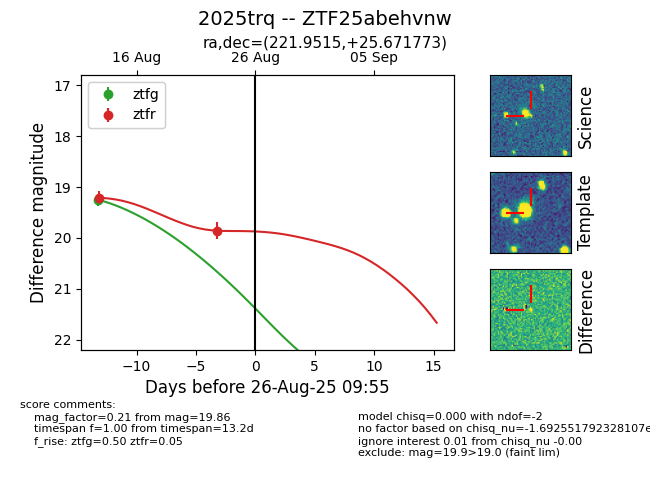 2025trq -- ZTF25abehvnw
ra,dec=(221.9515,+25.671773)
16 Aug
26 Aug
05 Sep
17
18
19
20
21
22
Difference magnitude
ztfg
ztfr
−10
−5
0
5
10
15
Days before 26-Aug-25 09:55
Science
Template
Difference
score comments:
mag_factor=0.21 from mag=19.86
timespan f=1.00 from timespan=13.2d
f_rise: ztfg=0.50 ztfr=0.05
model chisq=0.000 with ndof=-2
no factor based on chisq_nu=-1.692551792328107e
ignore interest 0.01 from chisq_nu -0.00
exclude: mag=19.9>19.0 (faint lim)